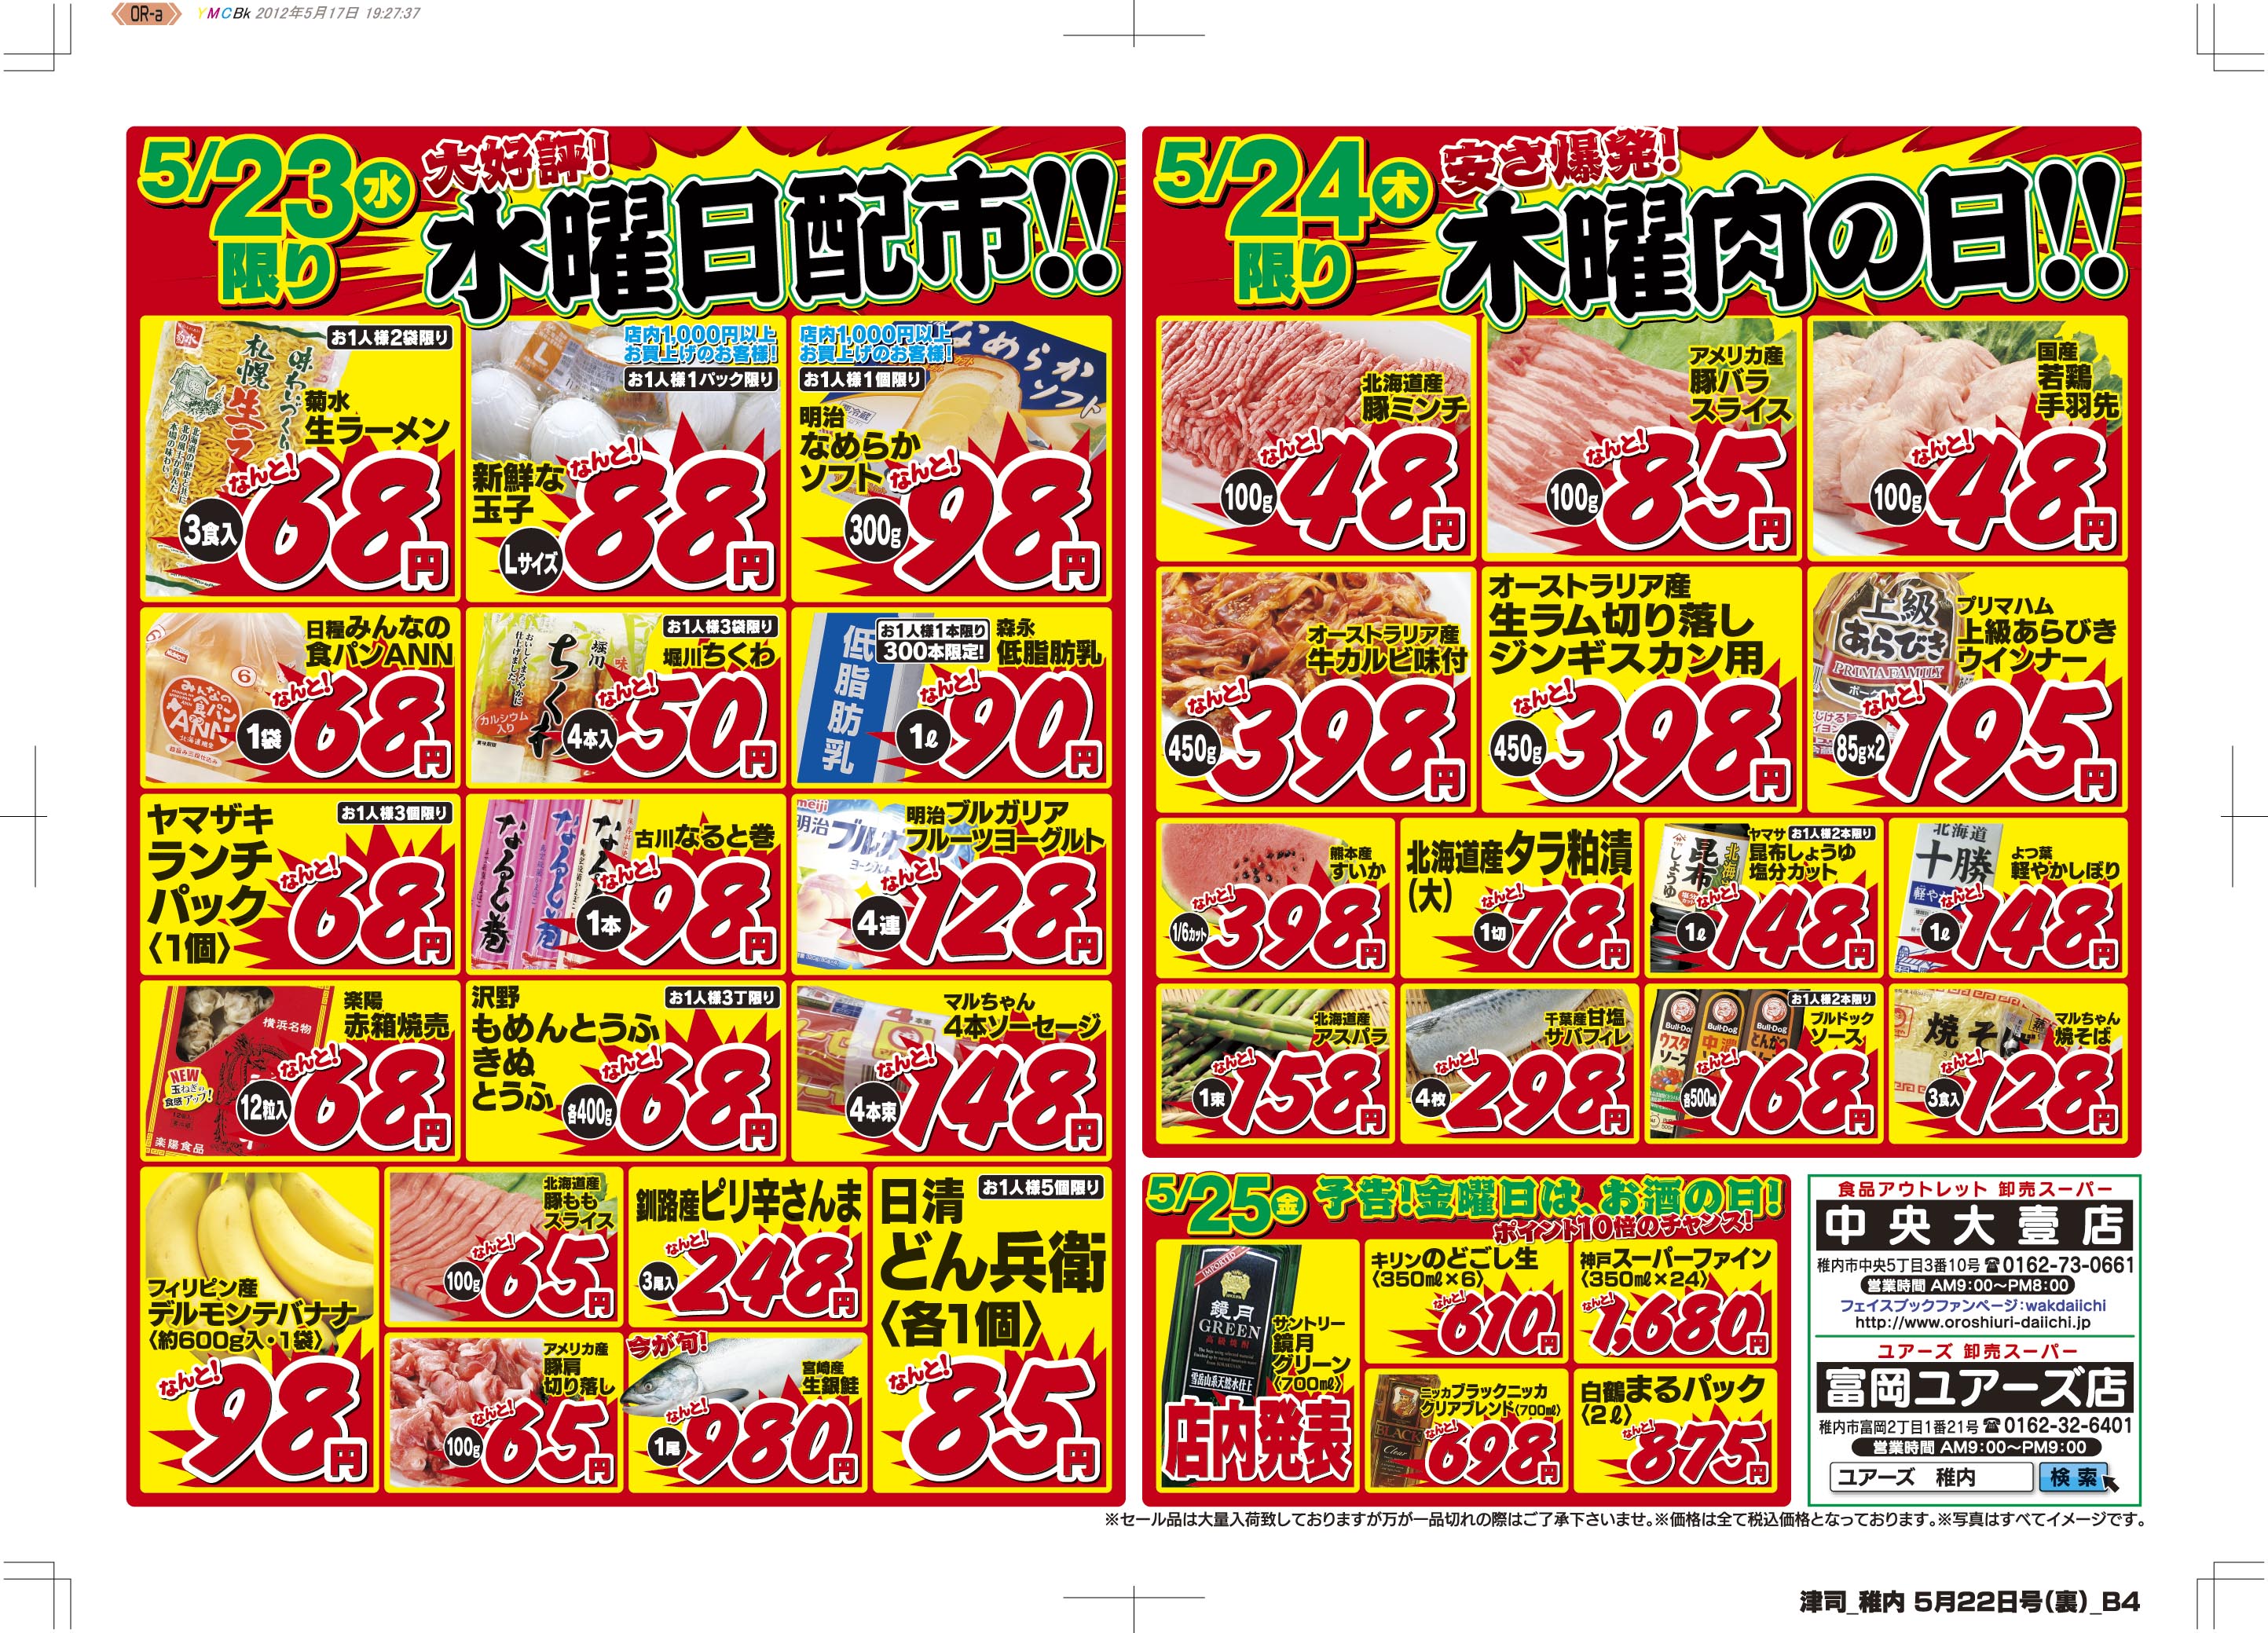 OR-a YMCBk 2012年5月17日 19:27:37
5/23水
限り
大好評!
水曜日配市!!
お1人様2袋限り
菊水
生ラーメン
3食入
なんと!
68円
店内1,000円以上
お買上げのお客様!
お1人様1パック限り
新鮮な
玉子
Lサイズ
なんと!
88円
店内1,000円以上
お買上げのお客様!
お1人様1個限り
明治
なめらか
ソフト
300g
なんと!
98円
日糧みんなの
食パンANN
1袋
なんと!
68円
お1人様3袋限り
堀川ちくわ
4本入
なんと!
50円
お1人様1本限り
300本限定!
森永
低脂肪乳
低脂肪乳
1ℓ
なんと!
90円
お1人様3個限り
ヤマザキ
ランチ
パック
〈1個〉
なんと!
68円
古川なると巻
1本
なんと!
98円
明治ブルガリア
フルーツヨーグルト
4連
なんと!
128円
楽陽
赤箱焼売
横浜名物
NEW
玉ねぎの
食感アップ!
楽陽食品
12粒入
なんと!
68円
お1人様3丁限り
沢野
もめんとうふ
きぬ
とうふ
各400g
なんと!
68円
マルちゃん
4本ソーセージ
4本束
なんと!
148円
フィリピン産
デルモンテバナナ
〈約600g入・1袋〉
なんと!
98円
北海道産
豚もも
スライス
100g
なんと!
65円
釧路産ピリ辛さんま
3尾入
なんと!
248円
アメリカ産
豚肩
切り落し
100g
なんと!
65円
今が旬!
宮崎産
生銀鮭
1尾
なんと!
980円
お1人様5個限り
日清
どん兵衛
〈各1個〉
なんと!
85円
5/24木
限り
安さ爆発!
木曜肉の日!!
北海道産
豚ミンチ
100g
なんと!
48円
アメリカ産
豚バラ
スライス
100g
なんと!
85円
国産
若鶏
手羽先
100g
なんと!
48円
オーストラリア産
牛カルビ味付
450g
なんと!
398円
オーストラリア産
生ラム切り落し
ジンギスカン用
450g
なんと!
398円
プリマハム
上級あらびき
ウインナー
上級
あらびき
PRIMA FAMILY
85g×2
なんと!
195円
熊本産
すいか
1/6カット
なんと!
398円
北海道産タラ粕漬
(大)
1切
なんと!
78円
お1人様2本限り
ヤマサ
昆布しょうゆ
塩分カット
1ℓ
なんと!
148円
よつ葉
軽やかしぼり
北海道
十勝
1ℓ
なんと!
148円
北海道産
アスパラ
1束
なんと!
158円
千葉産甘塩
サバフィレ
4枚
なんと!
298円
お1人様2本限り
ブルドック
ソース
各500㎖
なんと!
168円
マルちゃん
焼そば
3食入
なんと!
128円
5/25金 予告!金曜日は、お酒の日!
ポイント10倍のチャンス!
サントリー
鏡月
グリーン
〈700㎖〉
鏡月
GREEN
店内発表
キリンのどごし生
〈350㎖×6〉
なんと!
610円
神戸スーパーファイン
〈350㎖×24〉
なんと!
1,680円
ニッカブラックニッカ
クリアブレンド〈700㎖〉
なんと!
698円
白鶴まるパック
〈2ℓ〉
なんと!
875円
食品アウトレット 卸売スーパー
中央大壹店
稚内市中央5丁目3番10号 ☎0162-73-0661
営業時間 AM9:00〜PM8:00
フェイスブックファンページ:wakdaiichi
http://www.oroshiuri-daiichi.jp
ユアーズ 卸売スーパー
富岡ユアーズ店
稚内市富岡2丁目1番21号 ☎0162-32-6401
営業時間 AM9:00〜PM9:00
ユアーズ 稚内 検索
※セール品は大量入荷致しておりますが万が一品切れの際はご了承下さいませ。※価格は全て税込価格となっております。※写真はすべてイメージです。
津司_稚内 5月22日号(裏)_B4